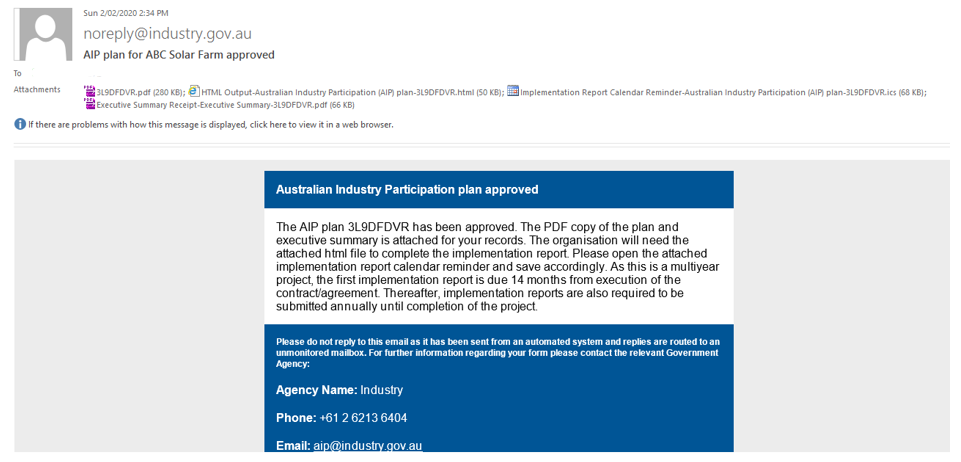 Sun 2/02/2020 2:34 PM
noreply@industry.gov.au
AIP plan for ABC Solar Farm approved
To
Attachments
3L9DFDVR.pdf (280 KB); HTML Output-Australian Industry Participation (AIP) plan-3L9DFDVR.html (50 KB); Implementation Report Calendar Reminder-Australian Industry Participation (AIP) plan-3L9DFDVR.ics (68 KB);
Executive Summary Receipt-Executive Summary-3L9DFDVR.pdf (66 KB)
If there are problems with how this message is displayed, click here to view it in a web browser.
Australian Industry Participation plan approved
The AIP plan 3L9DFDVR has been approved. The PDF copy of the plan and
executive summary is attached for your records. The organisation will need the
attached html file to complete the implementation report. Please open the attached
implementation report calendar reminder and save accordingly. As this is a multiyear
project, the first implementation report is due 14 months from execution of the
contract/agreement. Thereafter, implementation reports are also required to be
submitted annually until completion of the project.
Please do not reply to this email as it has been sent from an automated system and replies are routed to an
unmonitored mailbox. For further information regarding your form please contact the relevant Government
Agency:
Agency Name: Industry
Phone: +61 2 6213 6404
Email: aip@industry.gov.au